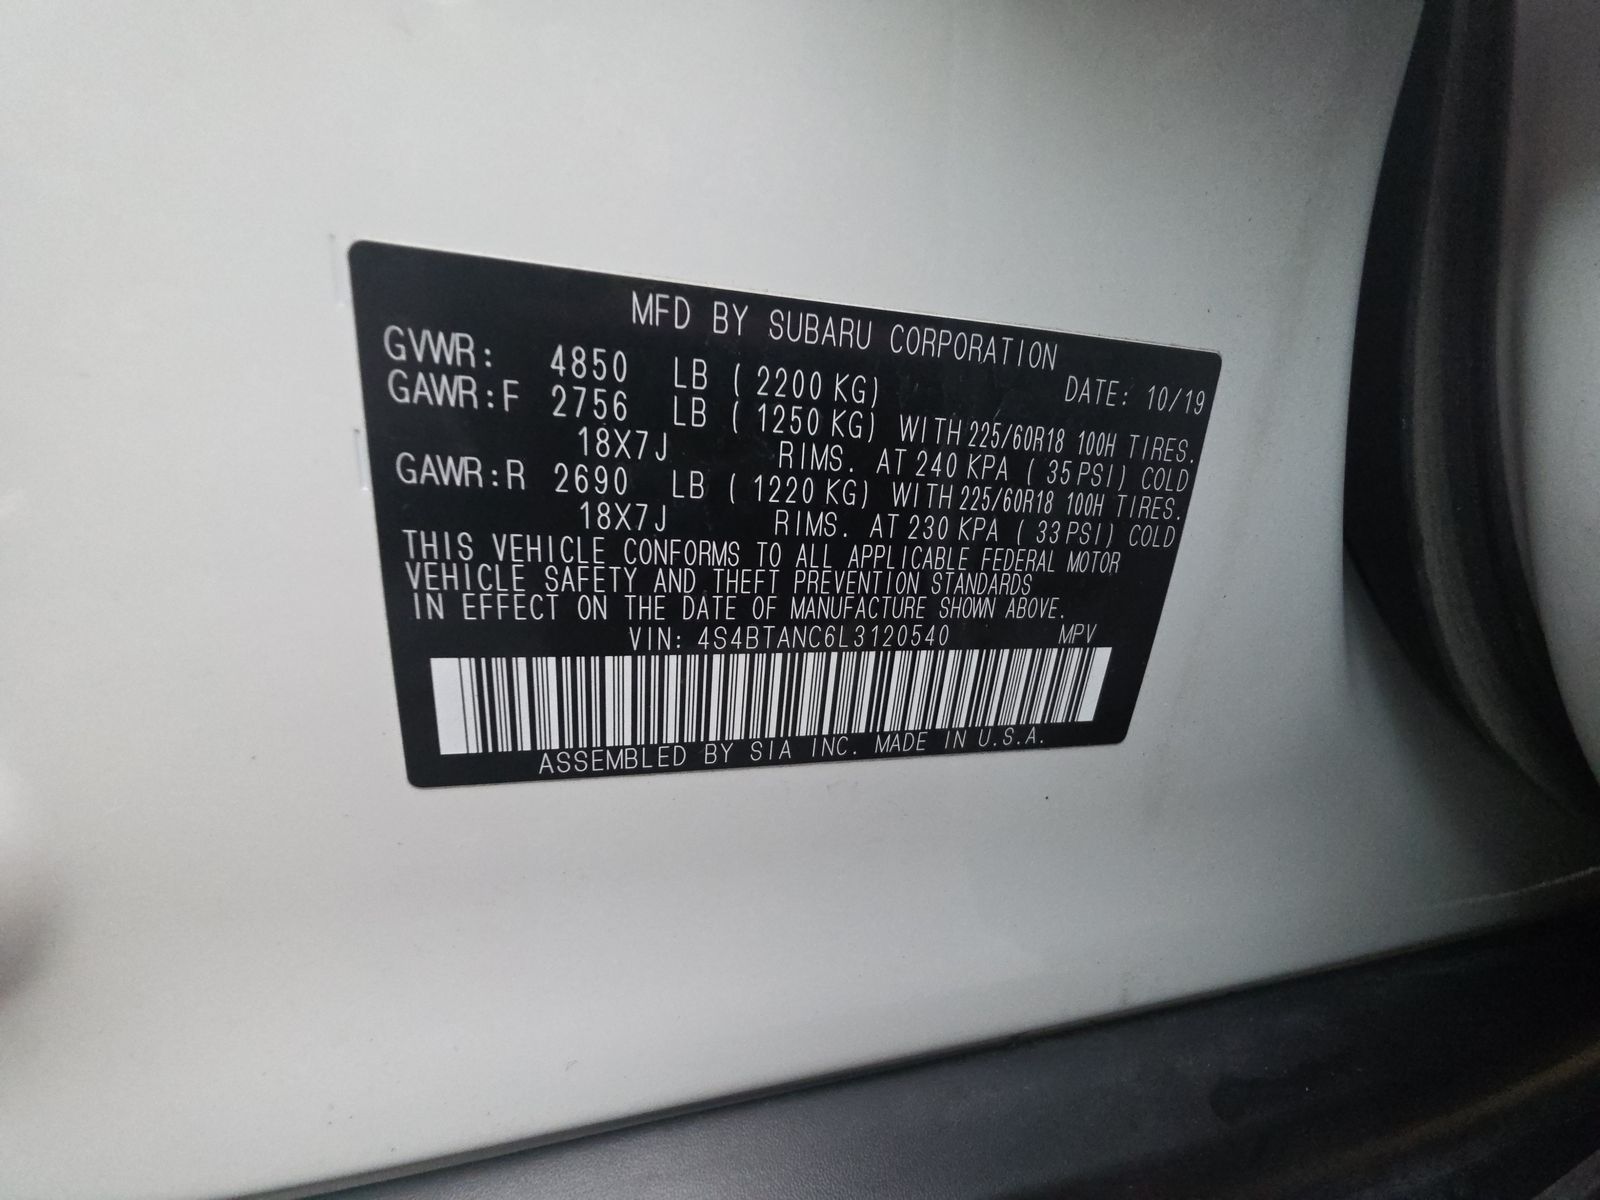 MFD BY SUBARU CORPORATION
GVWR: 4850 LB ( 2200 KG) DATE: 10/19
GAWR:F 2756 LB ( 1250 KG) WITH 225/60R18 100H TIRES.
18X7J RIMS. AT 240 KPA ( 35 PSI) COLD
GAWR:R 2690 LB ( 1220 KG) WITH 225/60R18 100H TIRES.
18X7J RIMS. AT 230 KPA ( 33 PSI) COLD
THIS VEHICLE CONFORMS TO ALL APPLICABLE FEDERAL MOTOR
VEHICLE SAFETY AND THEFT PREVENTION STANDARDS
IN EFFECT ON THE DATE OF MANUFACTURE SHOWN ABOVE.
VIN: 4S4BTANC6L3120540 MPV
ASSEMBLED BY SIA INC. MADE IN U.S.A.